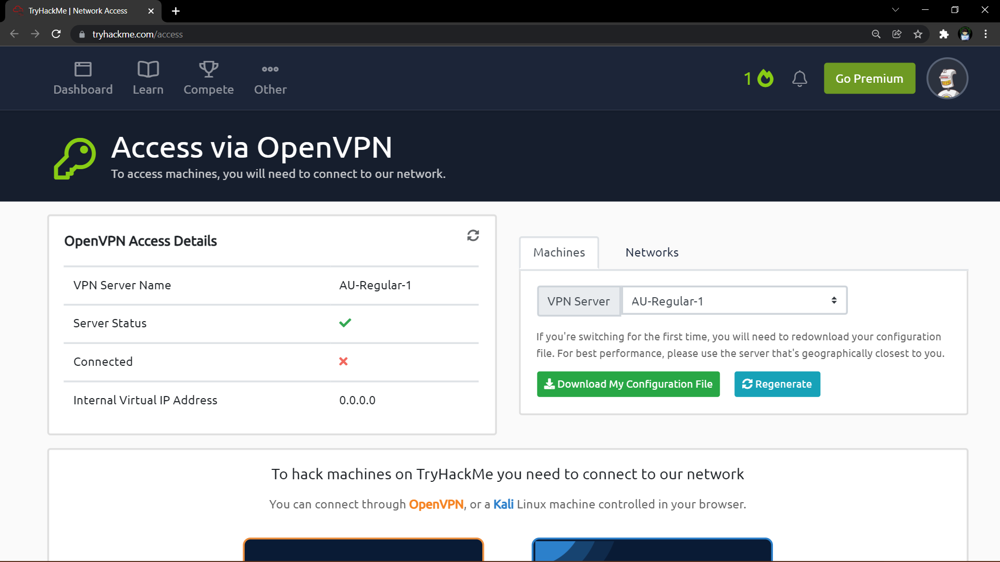 TryHackMe | Network Access
tryhackme.com/access
Dashboard
Learn
Compete
Other
1
Go Premium
Access via OpenVPN
To access machines, you will need to connect to our network.
OpenVPN Access Details
VPN Server Name
AU-Regular-1
Server Status
Connected
Internal Virtual IP Address
0.0.0.0
Machines
Networks
VPN Server
AU-Regular-1
If you're switching for the first time, you will need to redownload your configuration
file. For best performance, please use the server that's geographically closest to you.
Download My Configuration File
Regenerate
To hack machines on TryHackMe you need to connect to our network
You can connect through OpenVPN, or a Kali Linux machine controlled in your browser.